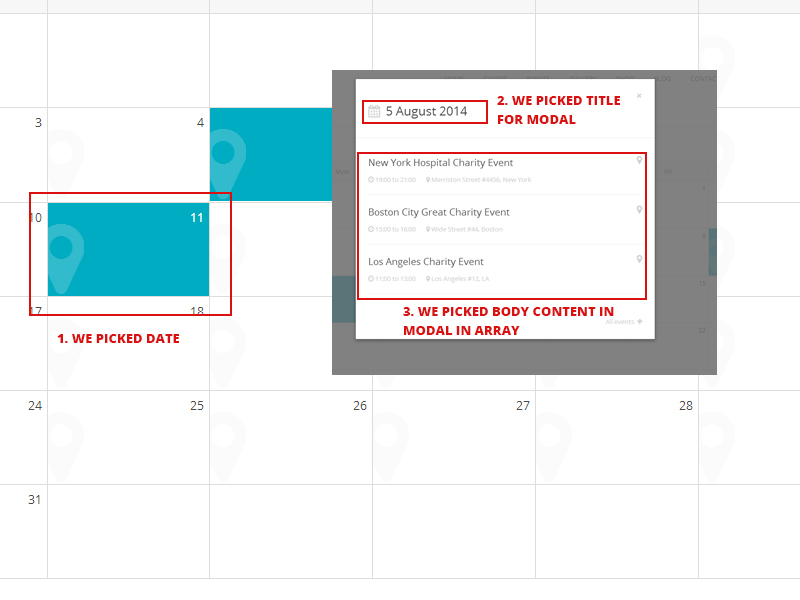 BLOG
CONTAC
×
2. WE PICKED TITLE
FOR MODAL
5 August 2014
3
4
New York Hospital Charity Event
19:00 to 21:00
Merriston Street #4456, New York
10
11
Boston City Great Charity Event
15:00 to 16:00
Wide Street #44, Boston
Los Angeles Charity Event
11:00 to 13:00
Los Angeles #12, LA
17
18
3. WE PICKED BODY CONTENT IN
MODAL IN ARRAY
All events
1. WE PICKED DATE
24
25
26
27
28
31